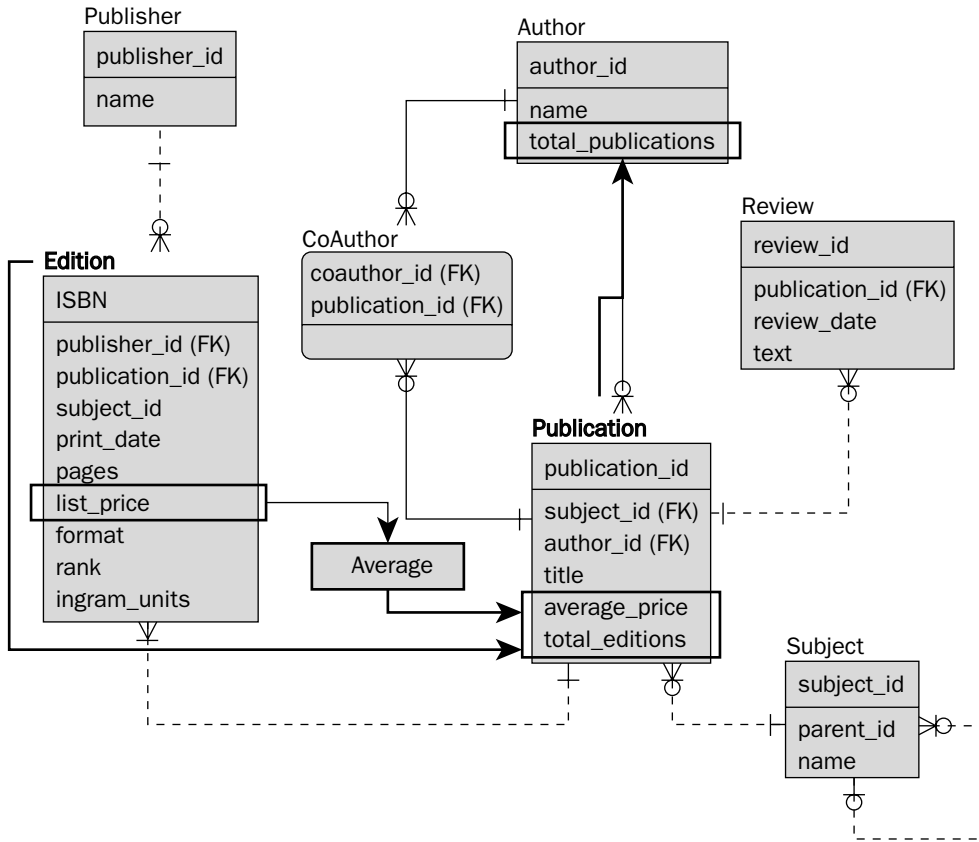 Publisher
publisher_id
name
Author
author_id
name
total_publications
Review
review_id
publication_id (FK)
review_date
text
CoAuthor
coauthor_id (FK)
publication_id (FK)
Edition
ISBN
publisher_id (FK)
publication_id (FK)
subject_id
print_date
pages
list_price
format
rank
ingram_units
Average
Publication
publication_id
subject_id (FK)
author_id (FK)
title
average_price
total_editions
Subject
subject_id
parent_id
name